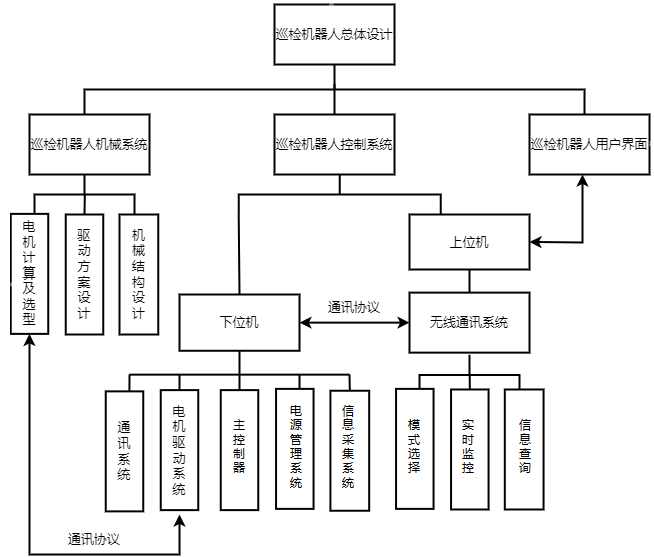 巡检机器人总体设计
巡检机器人机械系统
巡检机器人控制系统
巡检机器人用户界面
电机计算及选型
驱动方案设计
机械结构设计
上位机
下位机
通讯协议
无线通讯系统
通讯系统
电机驱动系统
主控制器
电源管理系统
信息采集系统
模式选择
实时监控
信息查询
通讯协议